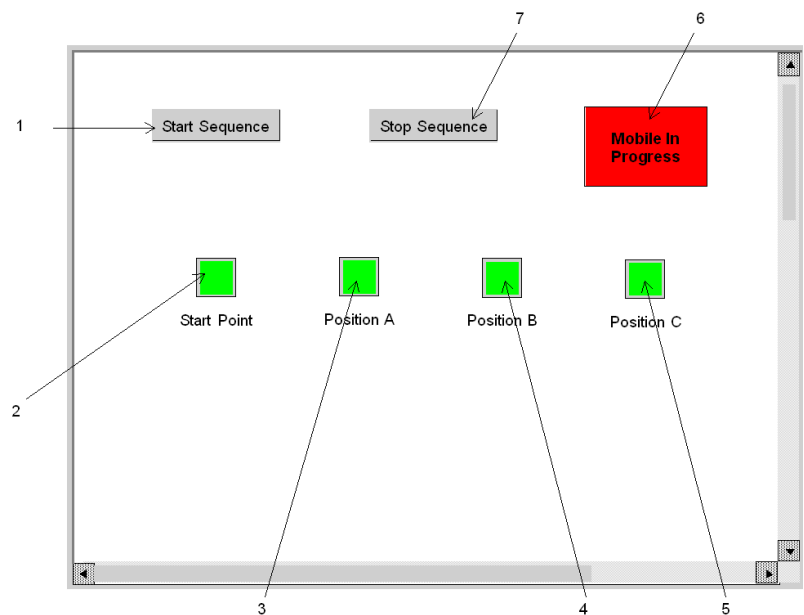 7
6
1
Start Sequence
Stop Sequence
Mobile In
Progress
Start Point
Position A
Position B
Position C
2
3
4
5